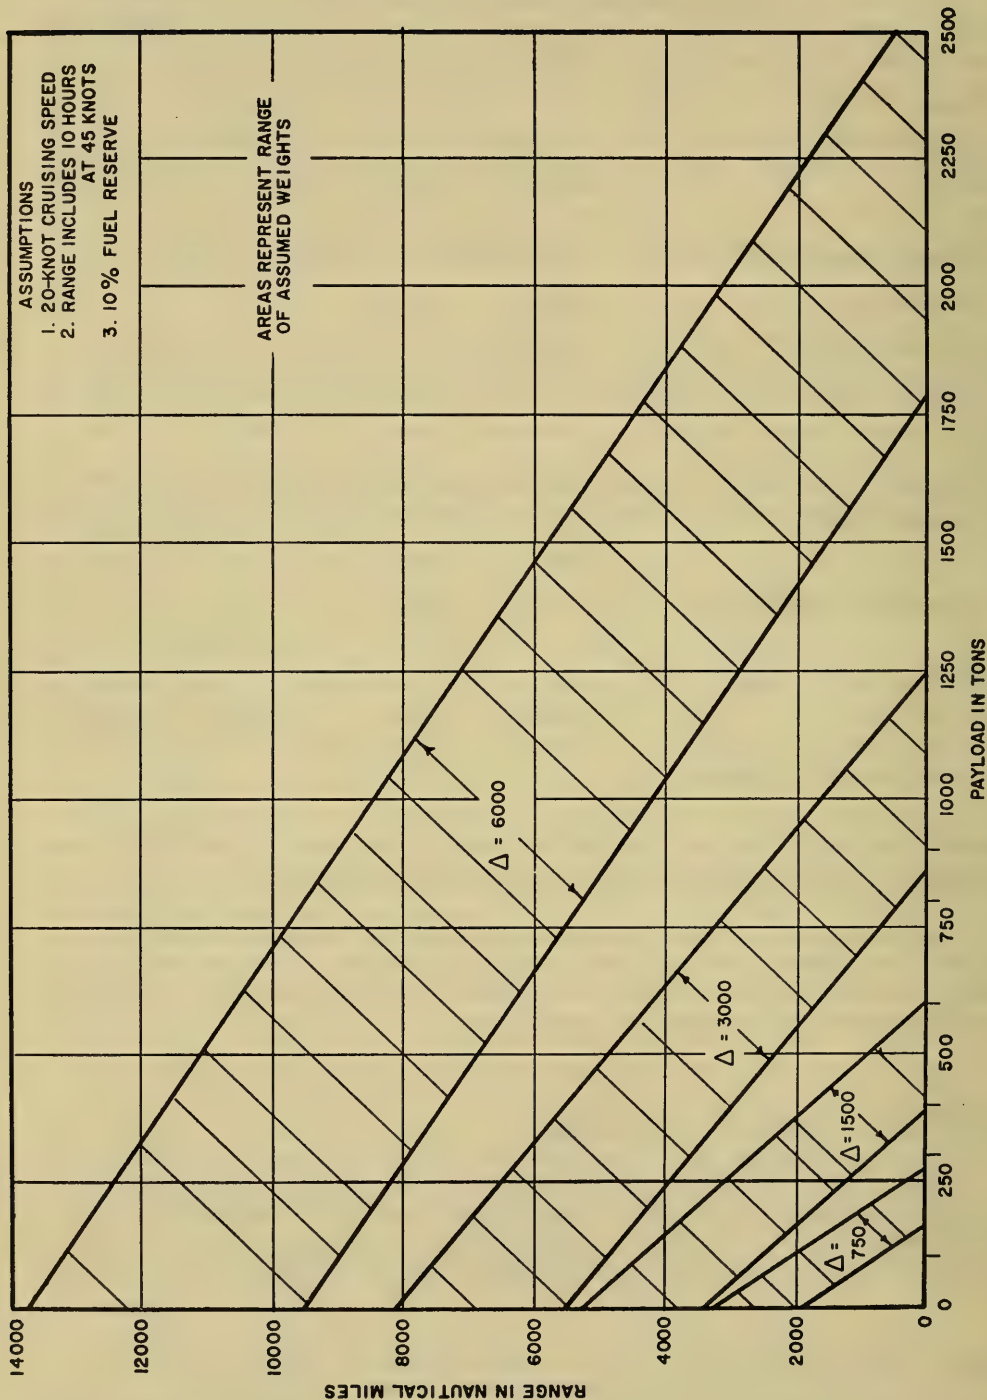 ASSUMPTIONS
1. 20-KNOT CRUISING SPEED
2. RANGE INCLUDES 10 HOURS
AT 45 KNOTS
3. 10% FUEL RESERVE
AREAS REPRESENT RANGE
OF ASSUMED WEIGHTS
Δ = 6000
Δ = 3000
Δ = 1500
Δ =
750
RANGE IN NAUTICAL MILES
14000
12000
10000
8000
6000
4000
2000
0
0
250
500
750
1000
1250
1500
1750
2000
2250
2500
PAYLOAD IN TONS